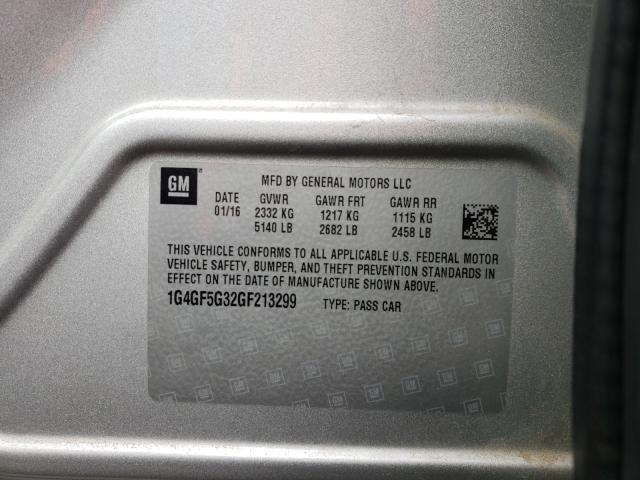 GM
MFD BY GENERAL MOTORS LLC
DATE GVWR GAWR FRT GAWR RR
01/16 2332 KG 1217 KG 1115 KG
5140 LB 2682 LB 2458 LB
THIS VEHICLE CONFORMS TO ALL APPLICABLE U.S. FEDERAL MOTOR
VEHICLE SAFETY, BUMPER, AND THEFT PREVENTION STANDARDS IN
EFFECT ON THE DATE OF MANUFACTURE SHOWN ABOVE.
1G4GF5G32GF213299 TYPE: PASS CAR